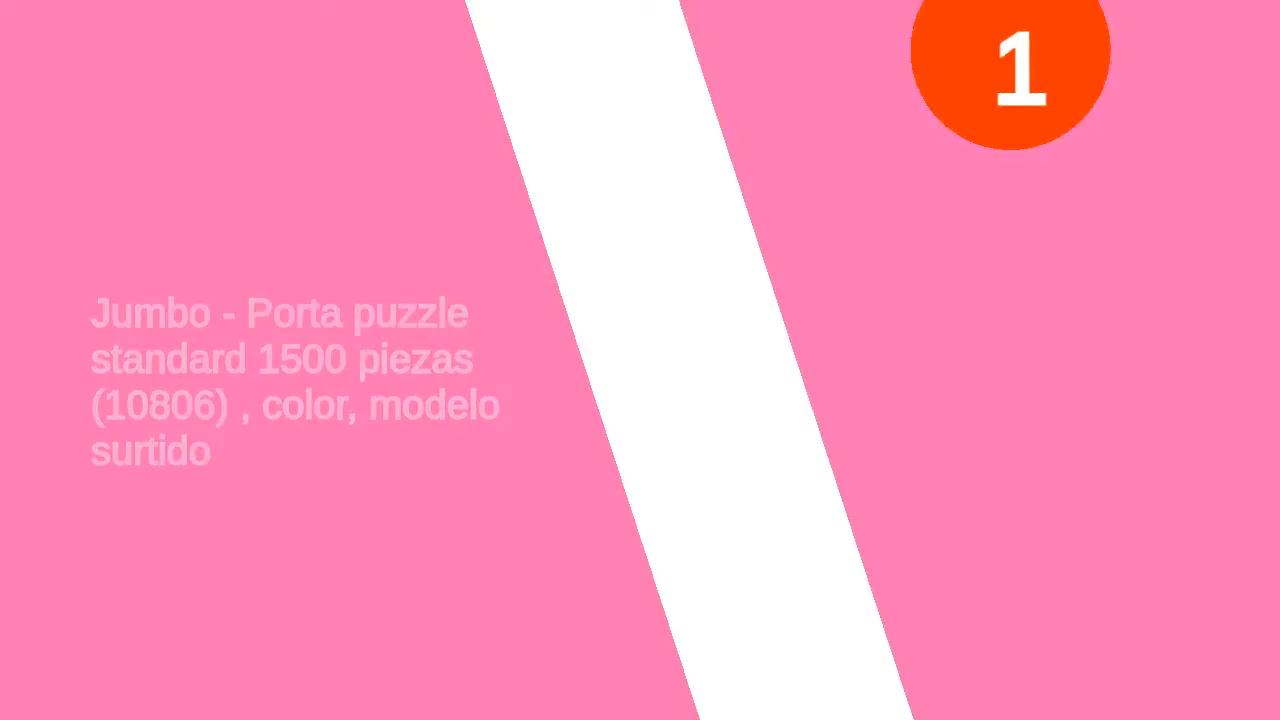 1
Jumbo - Porta puzzle
standard 1500 piezas
(10806) , color, modelo
surtido